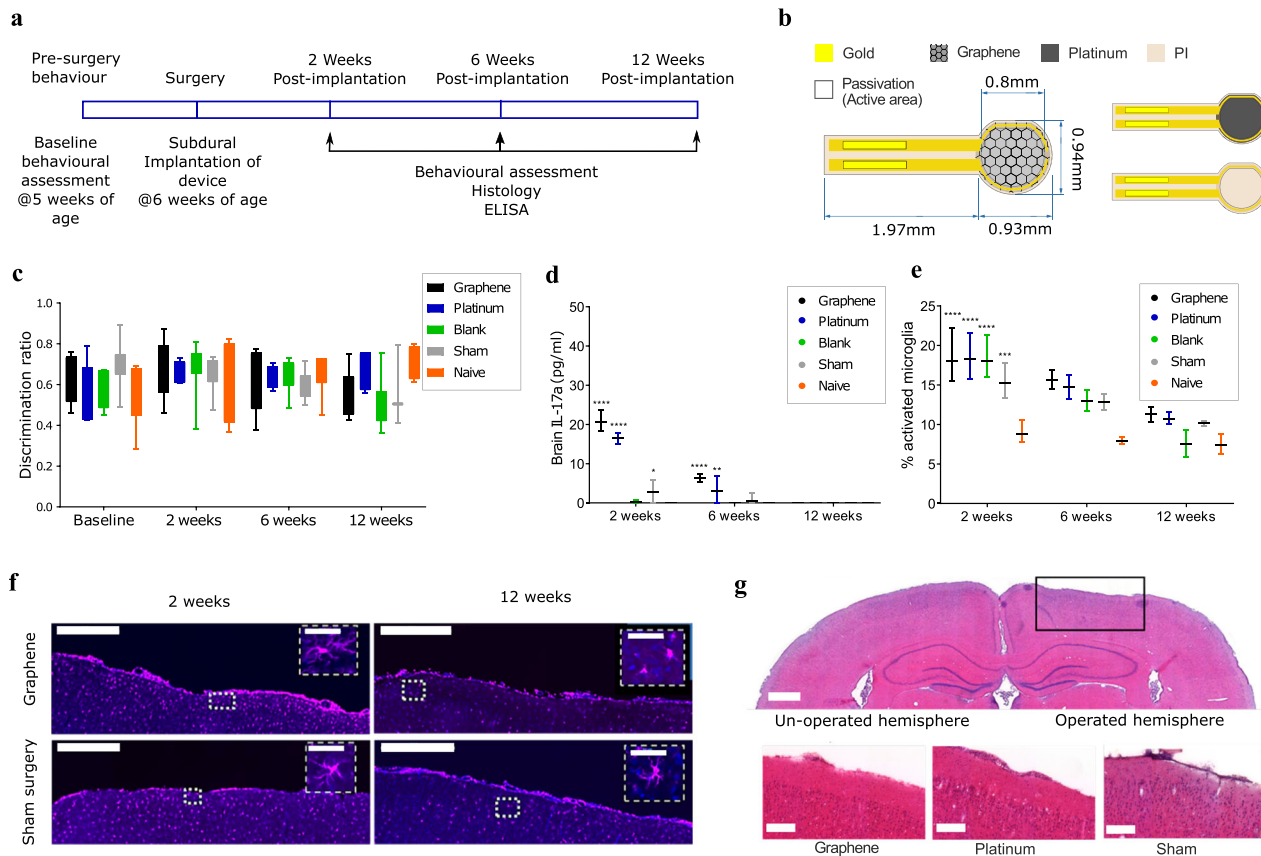 a
Pre-surgery
behaviour
Surgery
2 Weeks
Post-implantation
6 Weeks
Post-implantation
12 Weeks
Post-implantation
Baseline
behavioural
assessment
@5 weeks of
age
Subdural
Implantation of
device
@6 weeks of age
Behavioural assessment
Histology
ELISA
b
Gold
Graphene
Platinum
PI
Passivation
(Active area)
0.8mm
0.94mm
1.97mm
0.93mm
c
Graphene
Platinum
Blank
Sham
Naive
Discrimination ratio
1.0
0.8
0.6
0.4
0.2
0.0
Baseline
2 weeks
6 weeks
12 weeks
d
Graphene
Platinum
Blank
Sham
Naive
Brain IL-17a (pg/ml)
50
40
30
20
10
0
****
****
*
****
**
2 weeks
6 weeks
12 weeks
e
Graphene
Platinum
Blank
Sham
Naive
% activated microglia
25
20
15
10
5
0
****
****
****
***
2 weeks
6 weeks
12 weeks
f
2 weeks
12 weeks
Graphene
Sham surgery
g
Un-operated hemisphere
Operated hemisphere
Graphene
Platinum
Sham